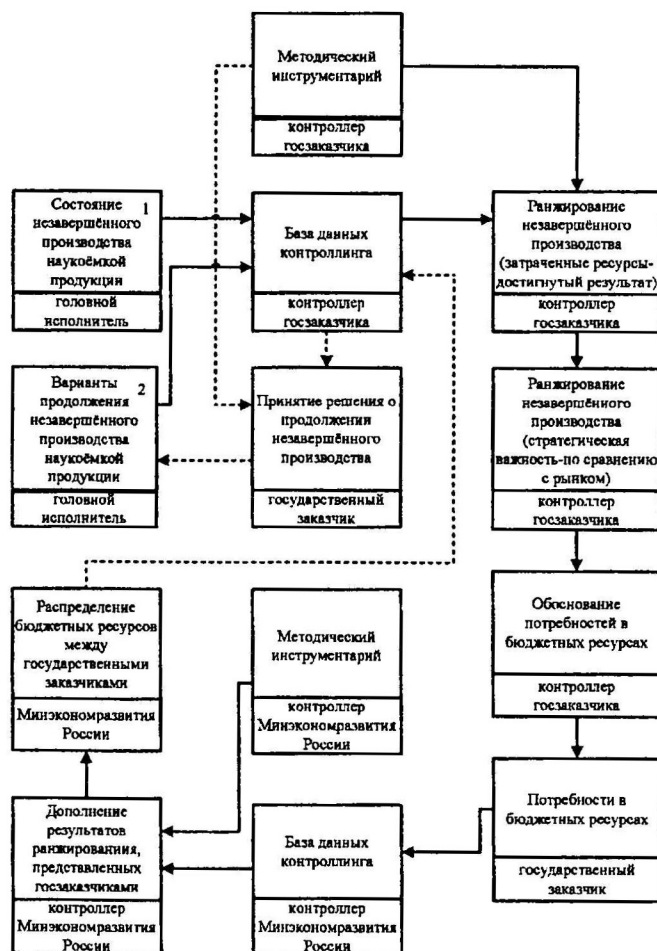 Методический
инструментарий
контроллер
госзаказчика
Состояние 1
незавершённого
производства
наукоёмкой
продукции
головной
исполнитель
База данных
контроллинга
контроллер
госзаказчика
Ранжирование
незавершённого
производства
(затраченные ресурсы-
достигнутый результат)
контроллер
госзаказчика
Варианты 2
продолжения
незавершённого
производства
наукоёмкой
продукции
головной
исполнитель
Принятие решения о
продолжении
незавершённого
производства
государственный
заказчик
Ранжирование
незавершённого
производства
(стратегическая
важность-по сравнению
с рынком)
контроллер
госзаказчика
Распределение
бюджетных ресурсов
между
государственными
заказчиками
Минэкономразвития
России
Методический
инструментарий
контроллер
Минэкономразвития
России
Обоснование
потребностей в
бюджетных ресурсах
контроллер
госзаказчика
Дополнение
результатов
ранжирования,
представленных
госзаказчиками
контроллер
Минэкономразвития
России
База данных
контроллинга
контроллер
Минэкономразвития
России
Потребности в
бюджетных ресурсах
государственный
заказчик